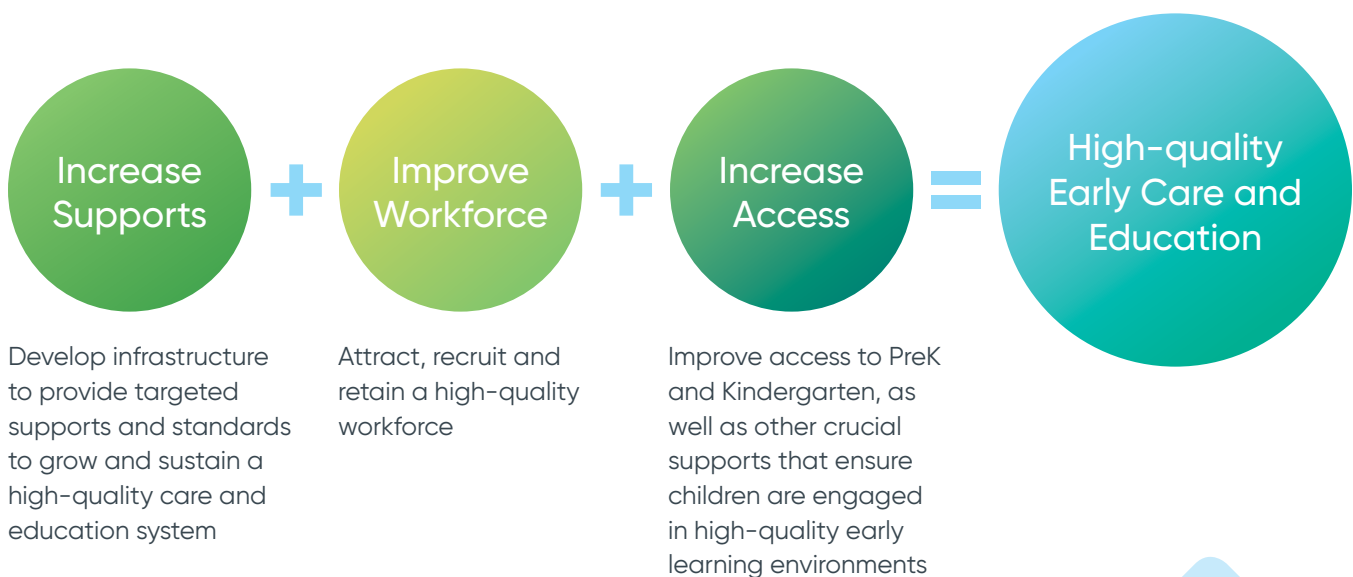 Increase
Supports
+
Improve
Workforce
+
Increase
Access
=
High-quality
Early Care and
Education
Develop infrastructure
to provide targeted
supports and standards
to grow and sustain a
high-quality care and
education system
Attract, recruit and
retain a high-quality
workforce
Improve access to PreK
and Kindergarten, as
well as other crucial
supports that ensure
children are engaged
in high-quality early
learning environments